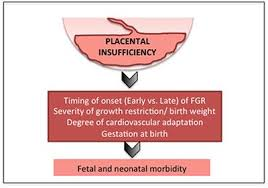 PLACENTAL
INSUFFICIENCY
Timing of onset (Early vs. Late) of FGR
Severity of growth restriction/ birth weight
Degree of cardiovascular adaptation
Gestation at birth
Fetal and neonatal morbidity